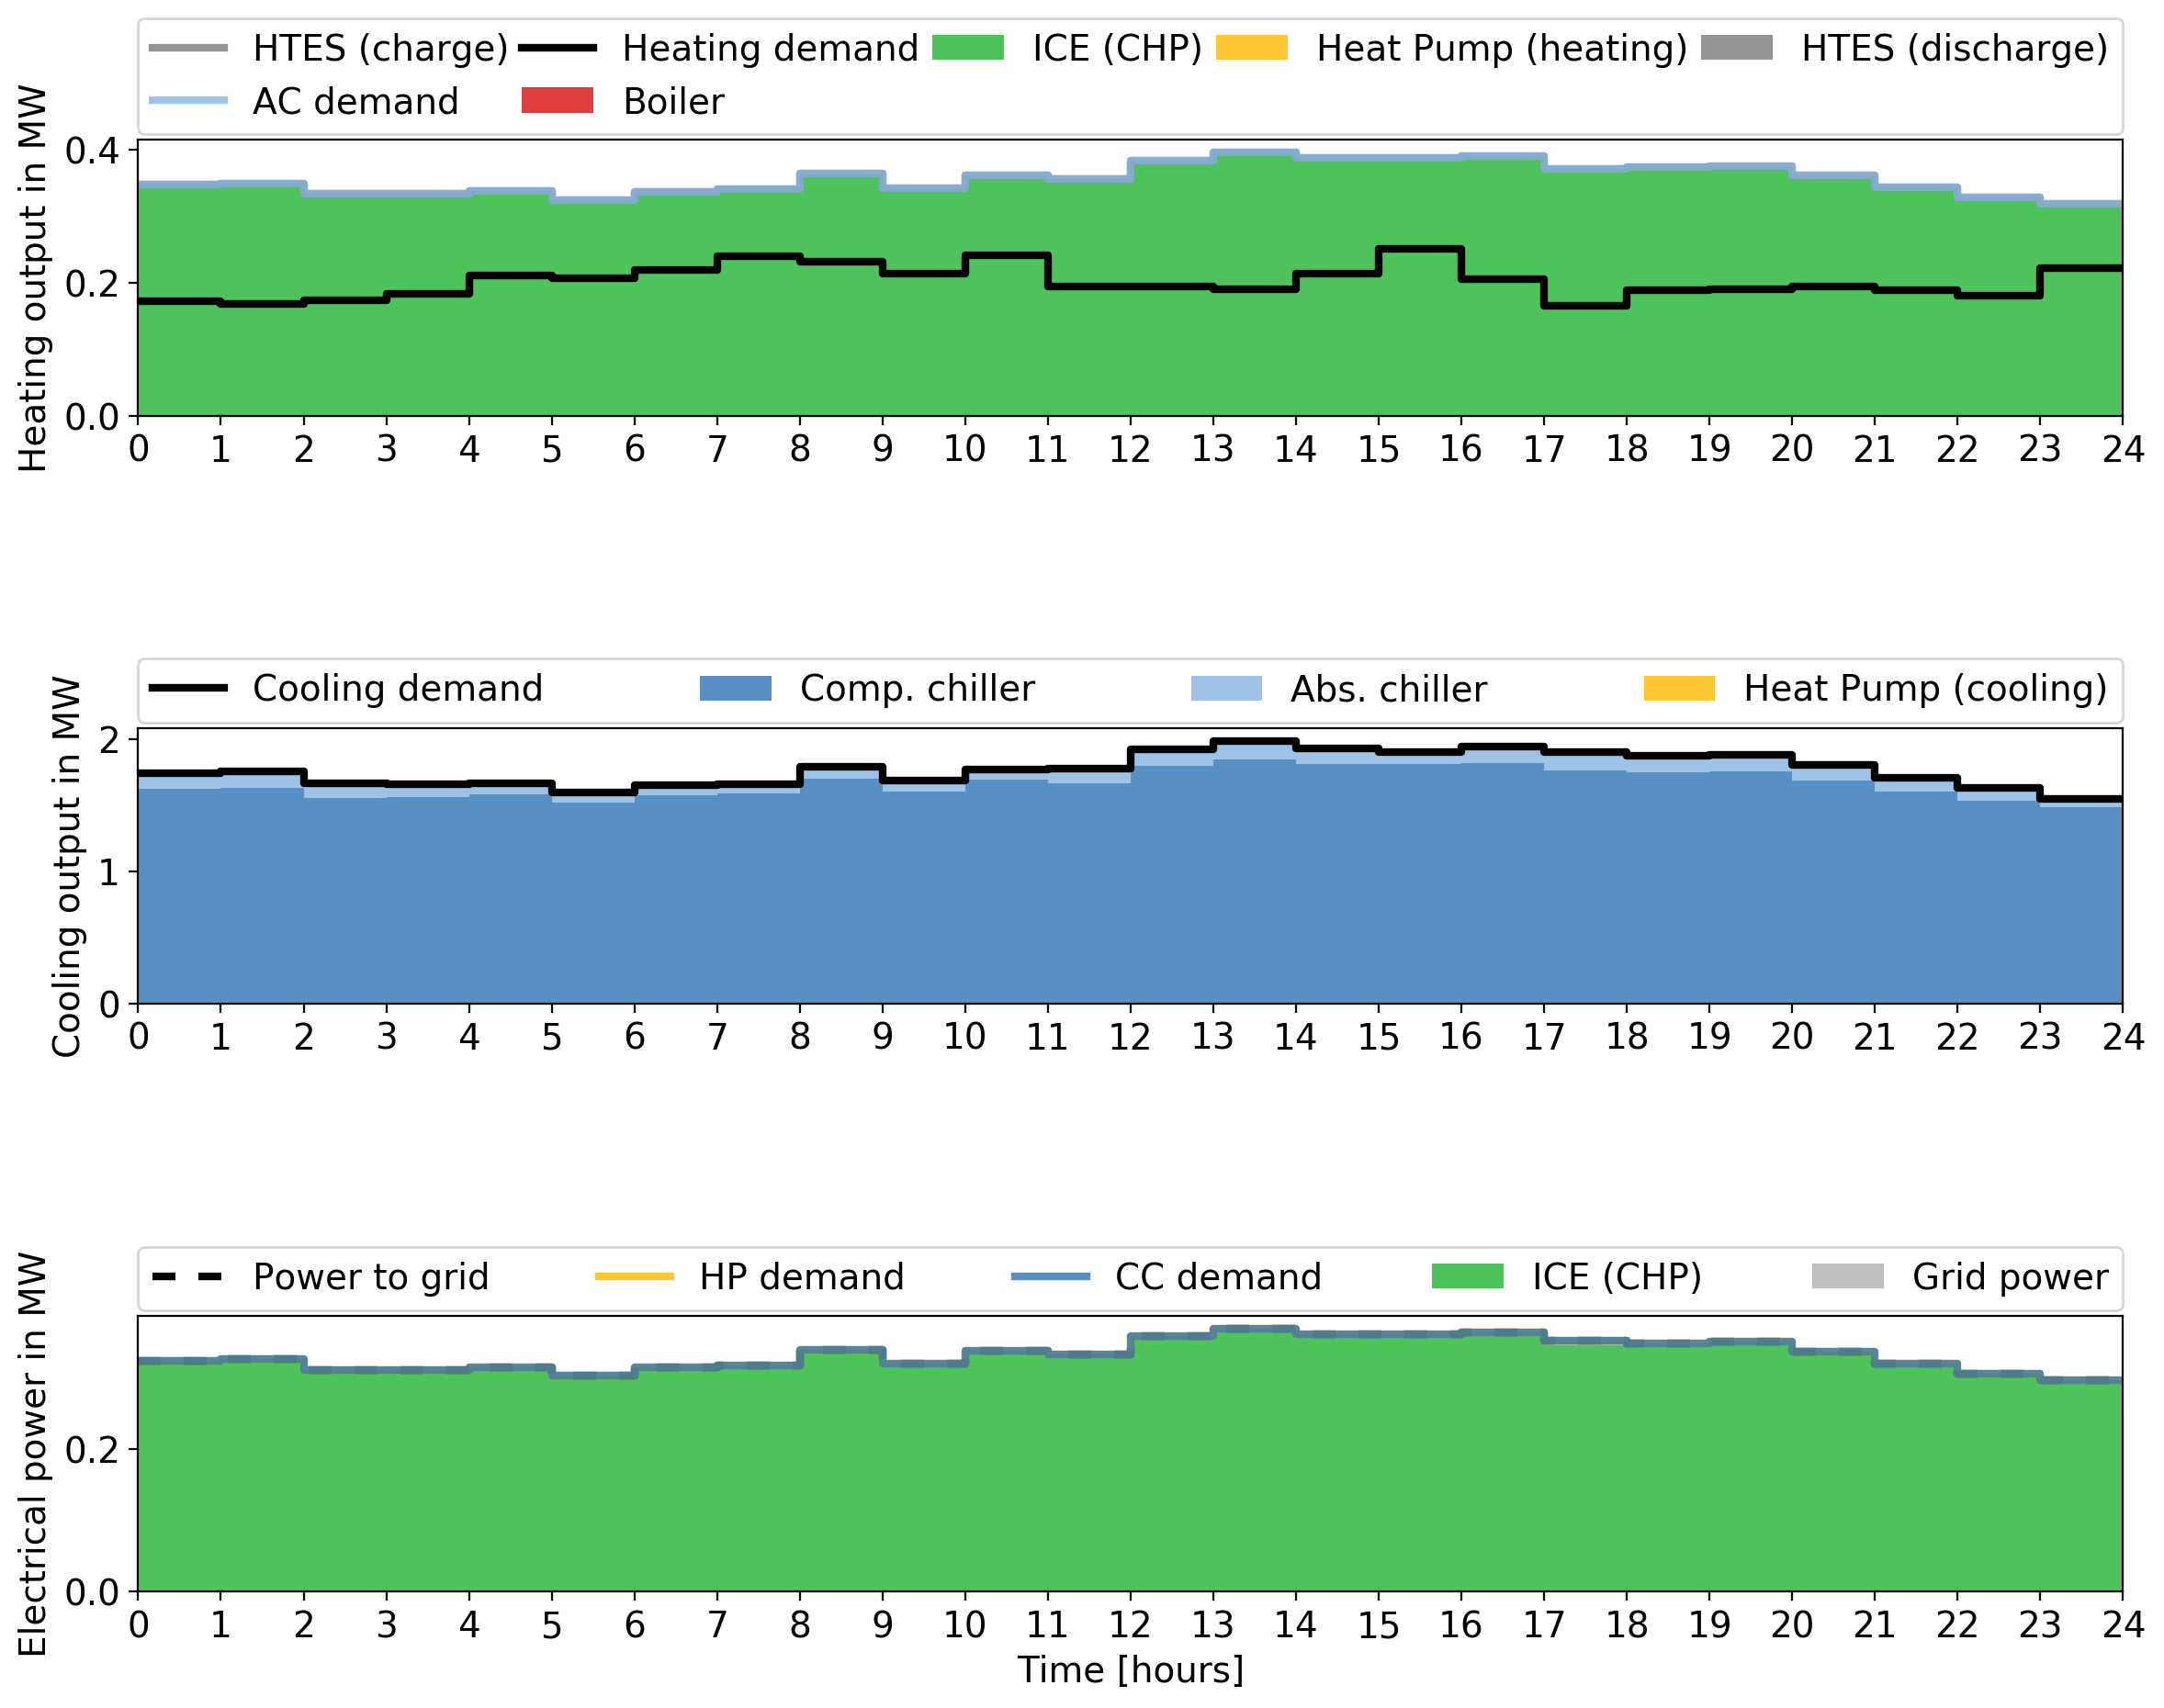 HTES (charge) Heating demand ICE (CHP) Heat Pump (heating) HTES (discharge)
AC demand Boiler
Heating output in MW
0.4
0.2
0.0
0 1 2 3 4 5 6 7 8 9 10 11 12 13 14 15 16 17 18 19 20 21 22 23 24
Cooling demand Comp. chiller Abs. chiller Heat Pump (cooling)
Cooling output in MW
2
1
0
0 1 2 3 4 5 6 7 8 9 10 11 12 13 14 15 16 17 18 19 20 21 22 23 24
Power to grid HP demand CC demand ICE (CHP) Grid power
Electrical power in MW
0.2
0.0
0 1 2 3 4 5 6 7 8 9 10 11 12 13 14 15 16 17 18 19 20 21 22 23 24
Time [hours]